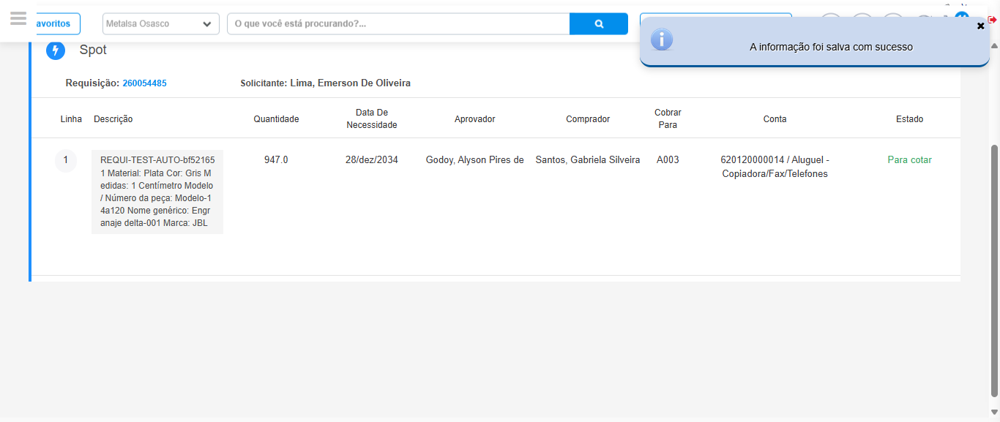 avoritos
Metalsa Osasco
O que você está procurando?...
A informação foi salva com sucesso
Spot
Requisição: 260054485
Solicitante: Lima, Emerson De Oliveira
Linha
Descrição
Quantidade
Data De
Necessidade
Aprovador
Comprador
Cobrar
Para
Conta
Estado
1
REQUI-TEST-AUTO-bf52165
1 Material: Plata Cor: Gris M
edidas: 1 Centímetro Modelo
/ Número da peça: Modelo-1
4a120 Nome genérico: Engr
anaje delta-001 Marca: JBL
947.0
28/dez/2034
Godoy, Alyson Pires de
Santos, Gabriela Silveira
A003
620120000014 / Aluguel -
Copiadora/Fax/Telefones
Para cotar